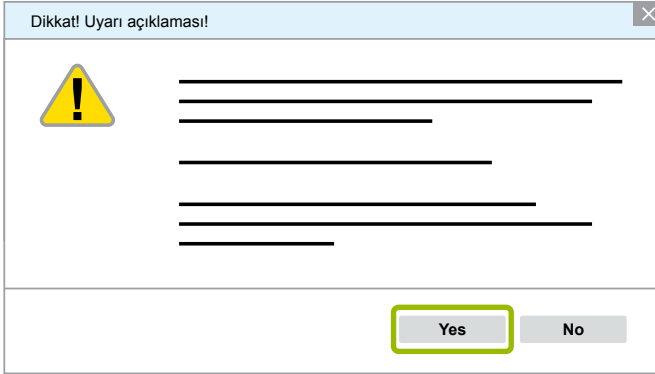 Dikkat! Uyarı açıklaması!
Yes
No